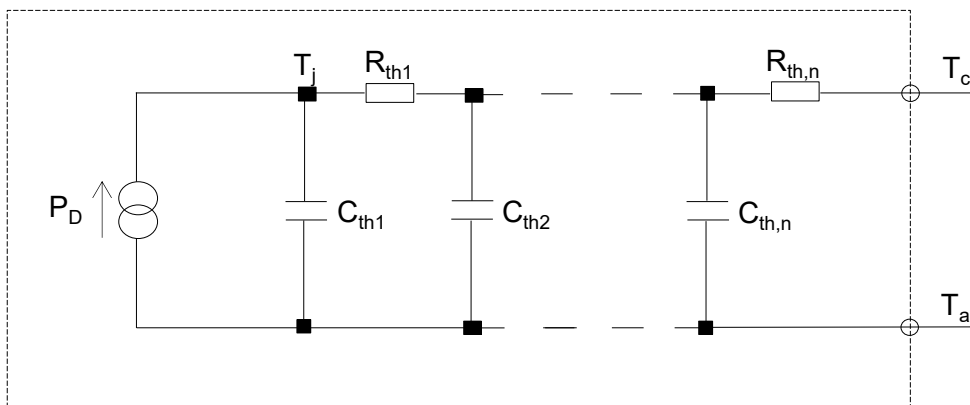 T_j
R_th1
R_th,n
T_c
P_D
C_th1
C_th2
C_th,n
T_a